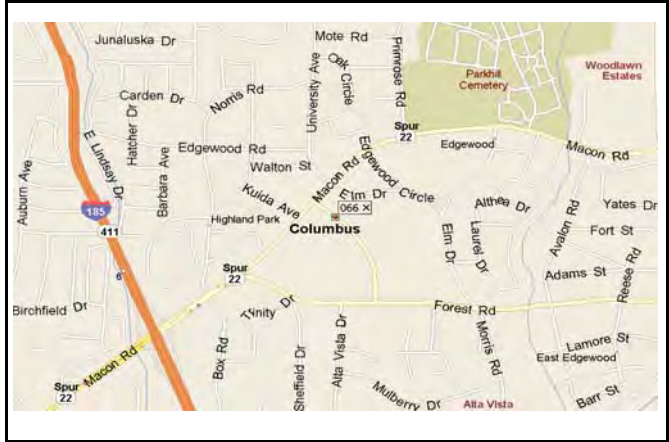 Junaluska Dr
Mote Rd
Oak Circle
Primrose Rd
Parkhill
Cemetery
Woodlawn
Estates
Carden Dr
Norris Rd
University Ave
Hatcher Dr
E Lindsay Dr
Auburn Ave
Barbara Ave
Edgewood Rd
Walton St
Macon Rd
Spur
22
Edgewood
Macon Rd
Edgewood Circle
Kuida Ave
Elm Dr
066 ×
Columbus
Highland Park
185
411
6
Althea Dr
Yates Dr
Fort St
Avalon Rd
Laurel Dr
Elm Dr
Adams St
Reese Rd
Spur
22
Birchfield Dr
Trinity Dr
Forest Rd
Macon Rd
Box Rd
Sheffield Dr
Alta Vista Dr
Morris Rd
Lamore St
East Edgewood
Spur
22
Mulberry Dr
Alta Vista
Barr St